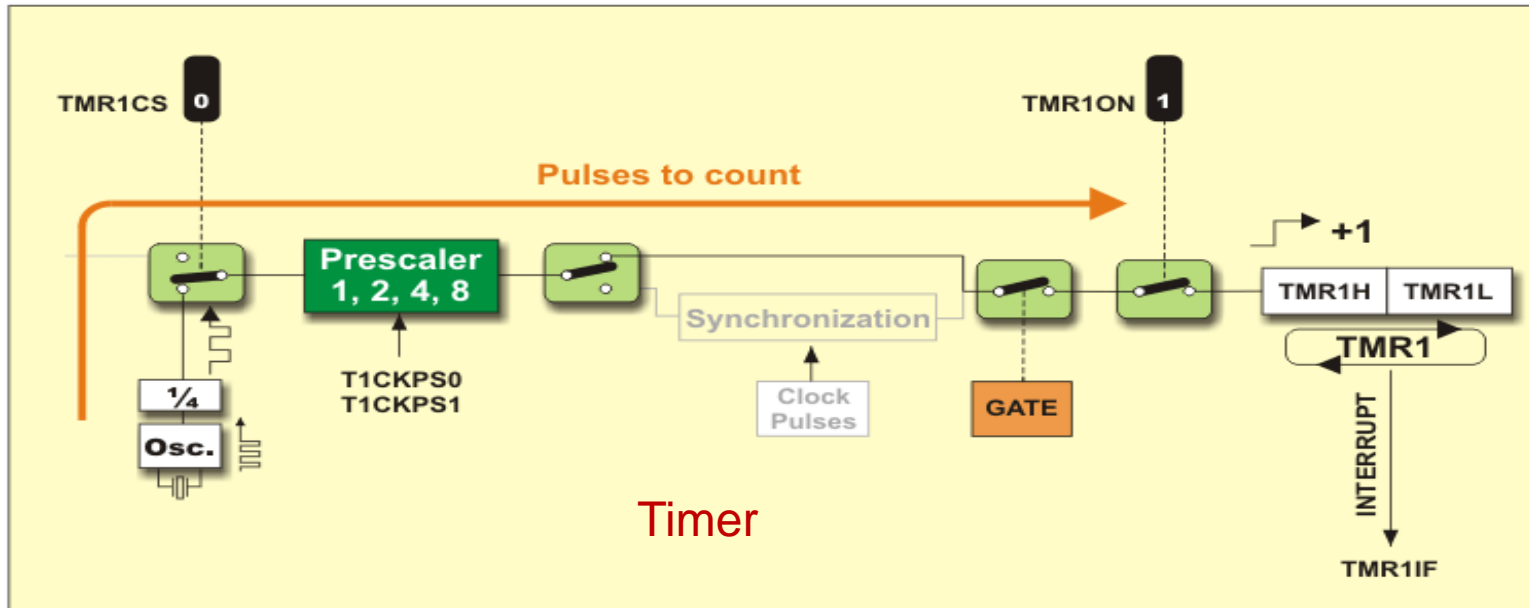 TMR1CS 0
TMR1ON 1
Pulses to count
+1
Prescaler
1, 2, 4, 8
TMR1H TMR1L
Synchronization
TMR1
T1CKPS0
T1CKPS1
¼
Clock
Pulses
GATE
Osc.
INTERRUPT
Timer
TMR1IF